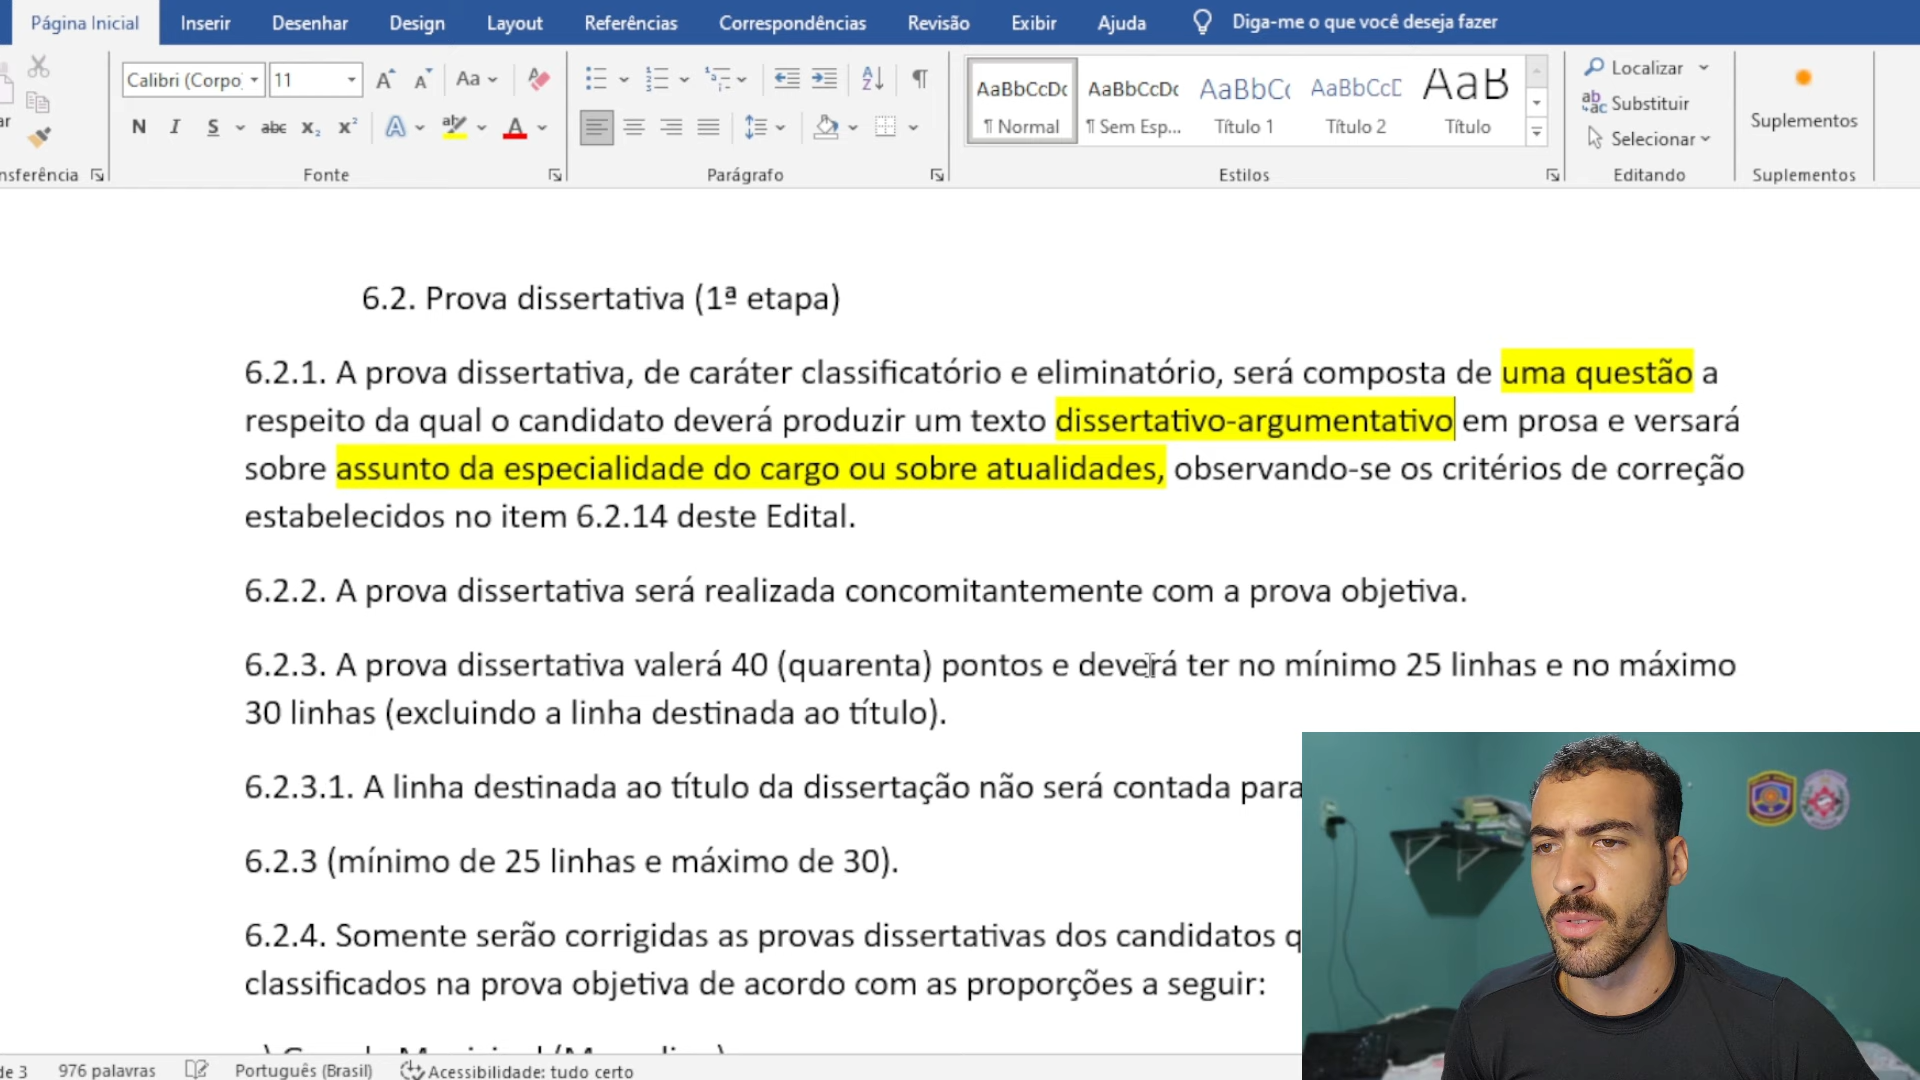 Página Inicial Inserir Desenhar Design Layout Referências Correspondências Revisão Exibir Ajuda Diga-me o que você deseja fazer
Calibri (Corpo 11 Aa
AaBbCcDc AaBbCcDc AaBbCc AaBbCcD AaB
Localizar
Substituir
Selecionar
N I S abc x₂ x² A A
¶ Normal ¶ Sem Esp... Título 1 Título 2 Título
Suplementos
Fonte Parágrafo Estilos Editando Suplementos
6.2. Prova dissertativa (1ª etapa)
6.2.1. A prova dissertativa, de caráter classificatório e eliminatório, será composta de uma questão a
respeito da qual o candidato deverá produzir um texto dissertativo-argumentativo em prosa e versará
sobre assunto da especialidade do cargo ou sobre atualidades, observando-se os critérios de correção
estabelecidos no item 6.2.14 deste Edital.
6.2.2. A prova dissertativa será realizada concomitantemente com a prova objetiva.
6.2.3. A prova dissertativa valerá 40 (quarenta) pontos e deverá ter no mínimo 25 linhas e no máximo
30 linhas (excluindo a linha destinada ao título).
6.2.3.1. A linha destinada ao título da dissertação não será contada para
6.2.3 (mínimo de 25 linhas e máximo de 30).
6.2.4. Somente serão corrigidas as provas dissertativas dos candidatos q
classificados na prova objetiva de acordo com as proporções a seguir:
de 3 976 palavras Português (Brasil) Acessibilidade: tudo certo